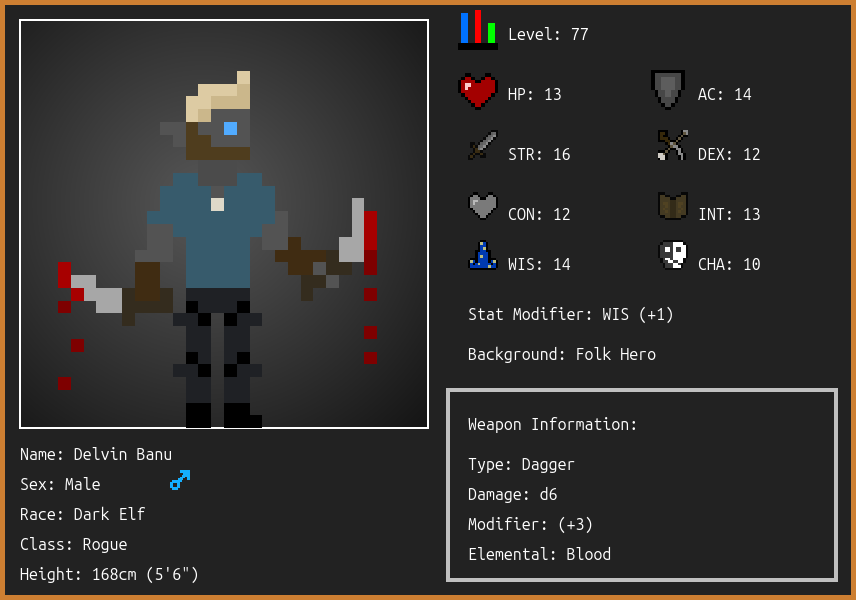 Level: 77
HP: 13
AC: 14
STR: 16
DEX: 12
CON: 12
INT: 13
WIS: 14
CHA: 10
Stat Modifier: WIS (+1)
Background: Folk Hero
Weapon Information:
Type: Dagger
Damage: d6
Modifier: (+3)
Elemental: Blood
Name: Delvin Banu
Sex: Male
Race: Dark Elf
Class: Rogue
Height: 168cm (5'6")